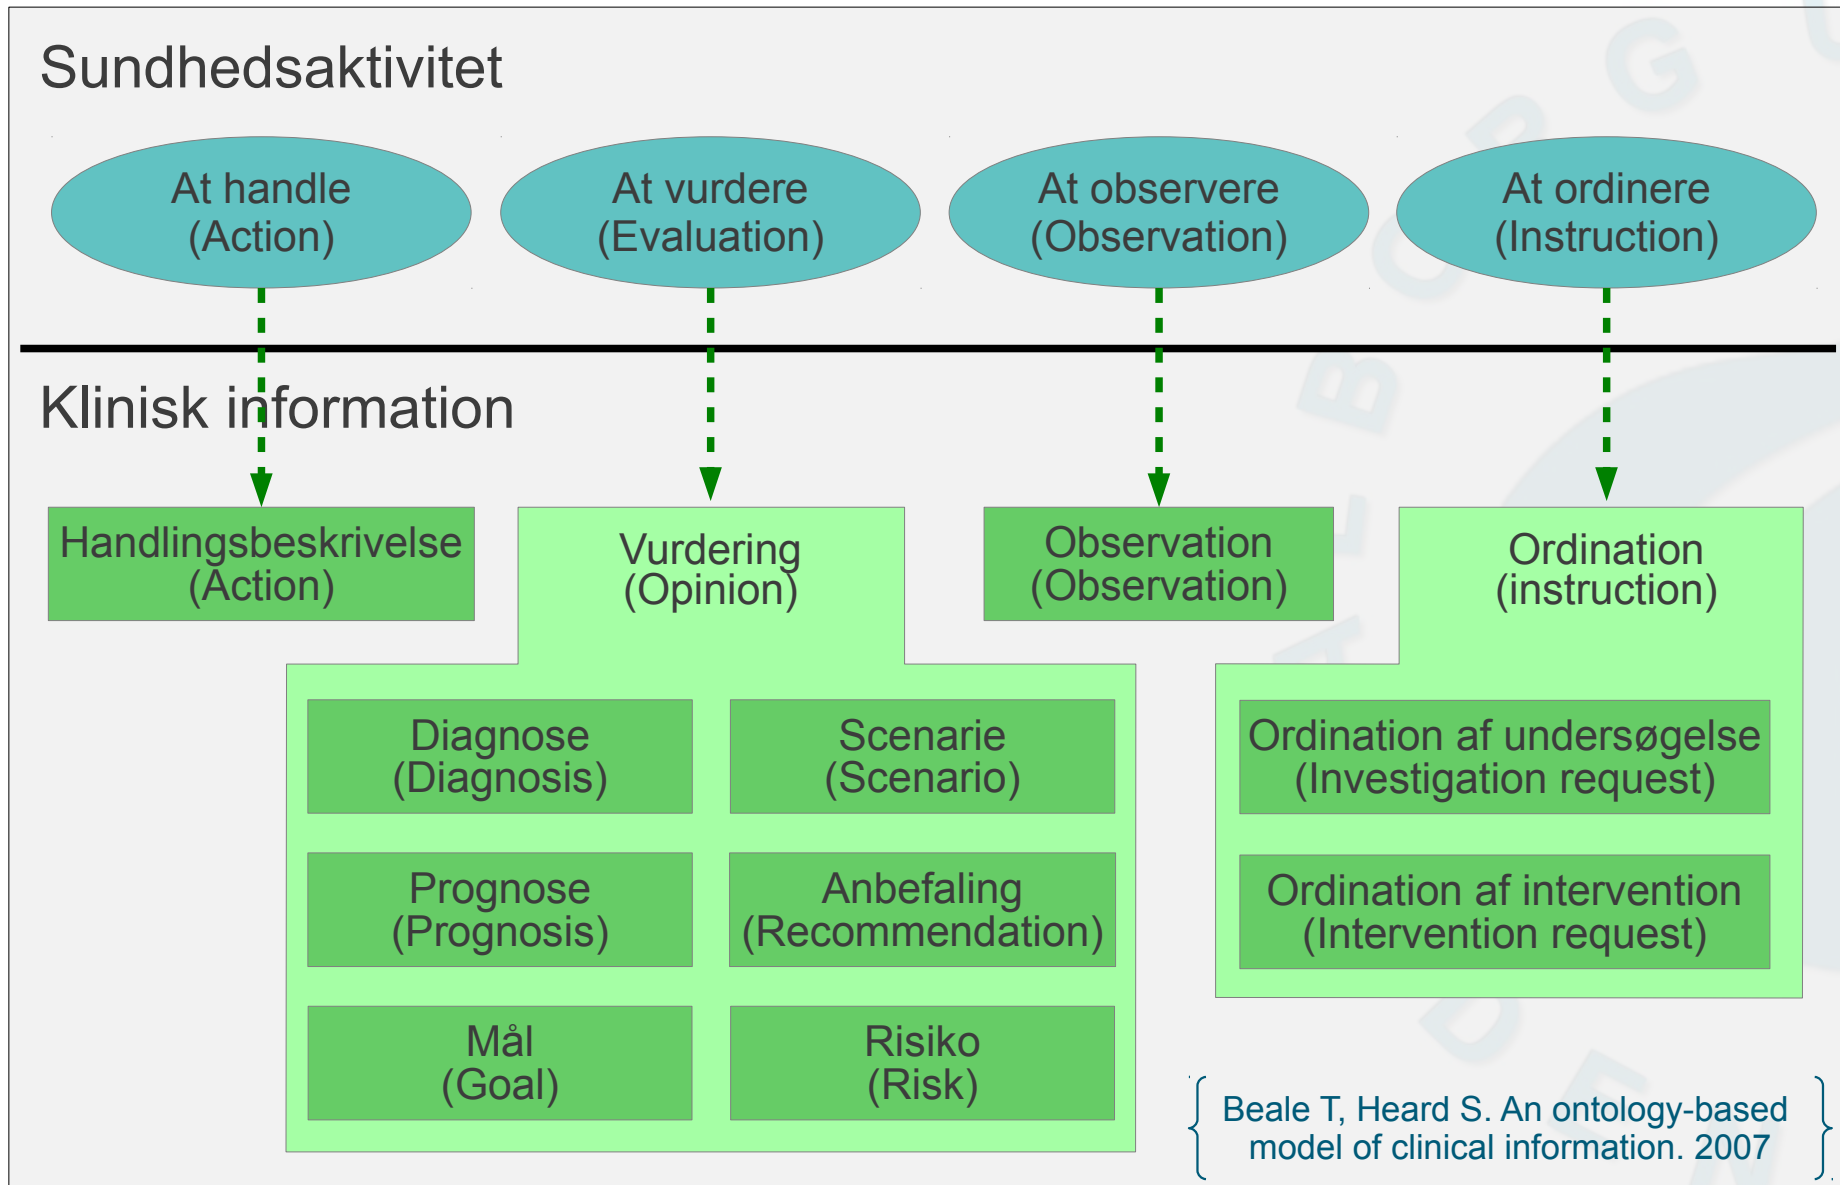 Sundhedsaktivitet
At handle
(Action)
At vurdere
(Evaluation)
At observere
(Observation)
At ordinere
(Instruction)
Klinisk information
Handlingsbeskrivelse
(Action)
Vurdering
(Opinion)
Observation
(Observation)
Ordination
(instruction)
Diagnose
(Diagnosis)
Scenarie
(Scenario)
Prognose
(Prognosis)
Anbefaling
(Recommendation)
Mål
(Goal)
Risiko
(Risk)
Ordination af undersøgelse
(Investigation request)
Ordination af intervention
(Intervention request)
Beale T, Heard S. An ontology-based
model of clinical information. 2007